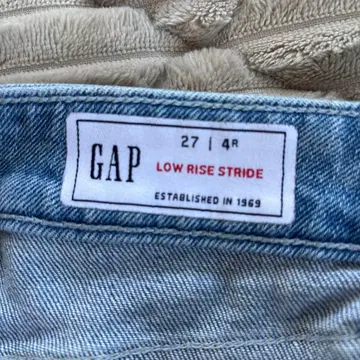 27 | 4R
GAP
LOW RISE STRIDE
ESTABLISHED IN 1969